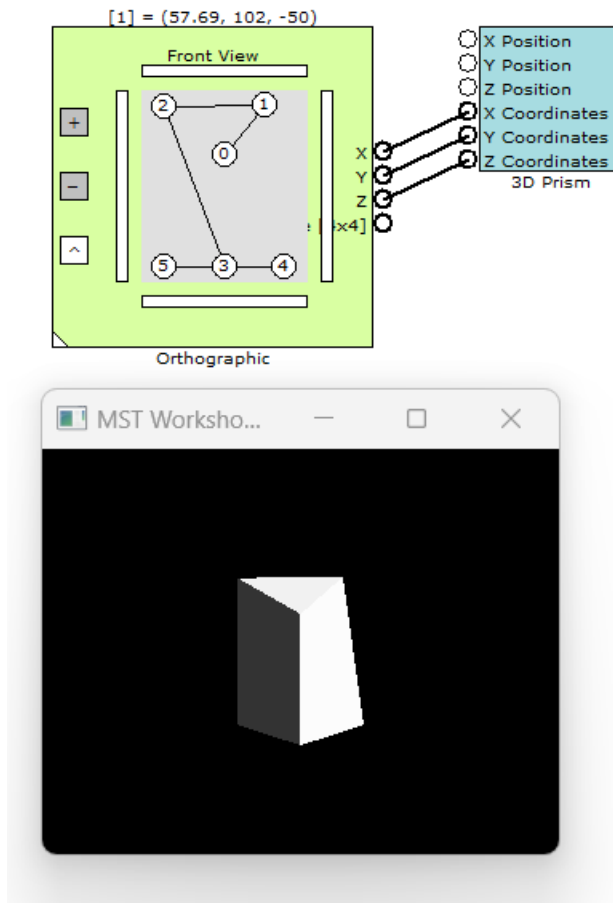 [1] = (57.69, 102, -50)
Front View
2
1
0
5
3
4
+
−
^
X
Y
Z
[4x4]
Orthographic
X Position
Y Position
Z Position
X Coordinates
Y Coordinates
Z Coordinates
3D Prism
MST Worksho...